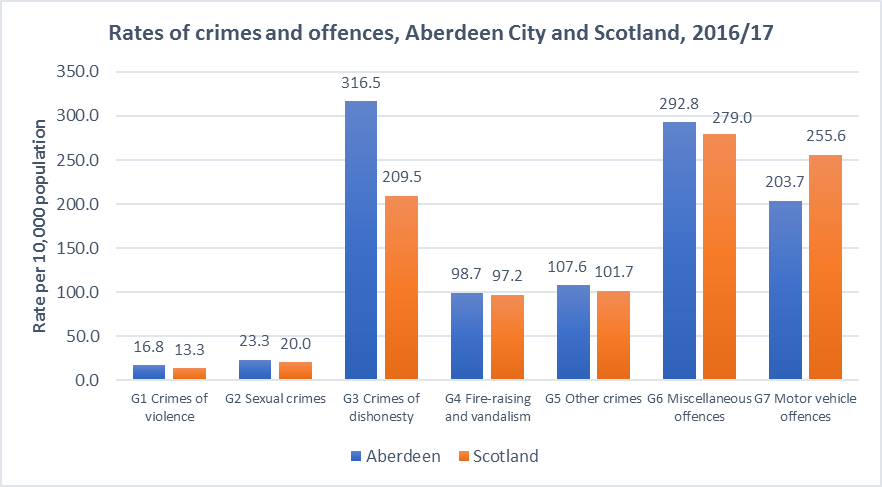 Rates of crimes and offences, Aberdeen City and Scotland, 2016/17
Rate per 10,000 population
350.0
300.0
250.0
200.0
150.0
100.0
50.0
0.0
16.8
13.3
23.3
20.0
316.5
209.5
98.7
97.2
107.6
101.7
292.8
279.0
203.7
255.6
G1 Crimes of
violence
G2 Sexual crimes
G3 Crimes of
dishonesty
G4 Fire-raising
and vandalism
G5 Other crimes
G6 Miscellaneous
offences
G7 Motor vehicle
offences
Aberdeen
Scotland